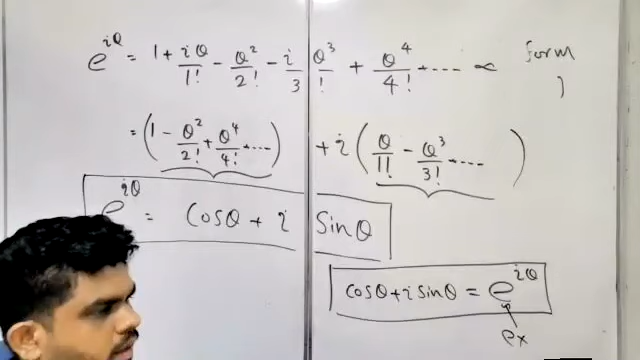 e^{iθ} = 1 + iθ/1! - θ²/2! - i θ³/3! + θ⁴/4! ---- ∝ form
= (1 - θ²/2! + θ⁴/4! ----) + i (θ/1! - θ³/3! ----)
e^{iθ} = cosθ + i sinθ
cosθ + i sinθ = e^{iθ}
ex